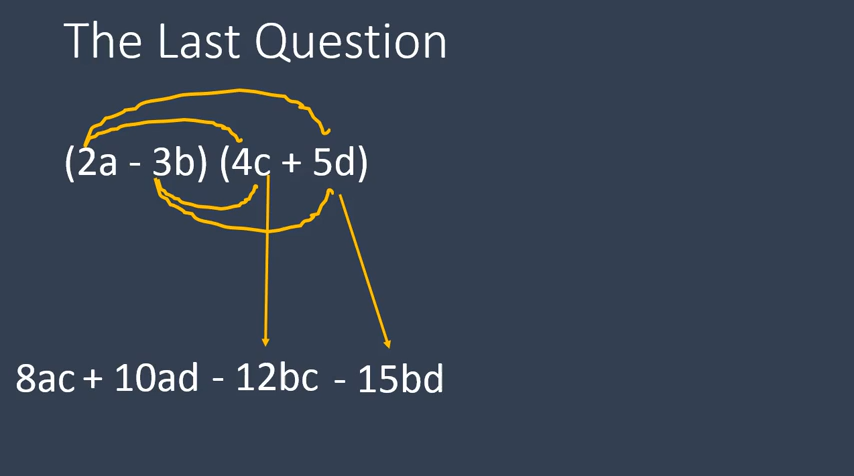 The Last Question
(2a - 3b) (4c + 5d)
8ac + 10ad - 12bc - 15bd